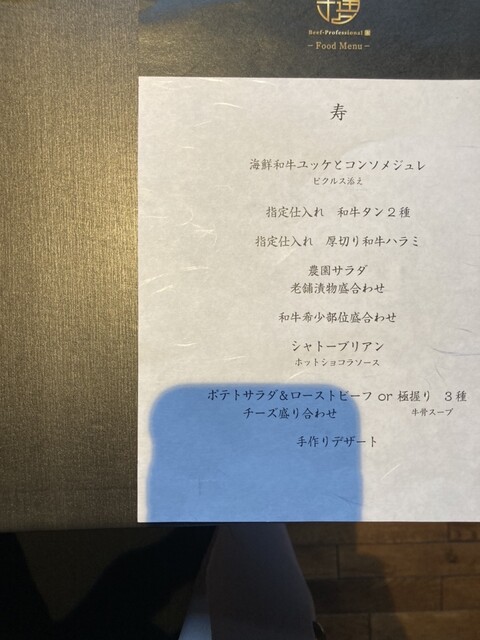 Beef-Professional
– Food Menu –
寿
海鮮和牛ユッケとコンソメジュレ
ピクルス添え
指定仕入れ 和牛タン2種
指定仕入れ 厚切り和牛ハラミ
農園サラダ
老舗漬物盛合わせ
和牛希少部位盛合わせ
シャトーブリアン
ホットショコラソース
ポテトサラダ&ローストビーフ or 極握り 3種
チーズ盛り合わせ 牛骨スープ
手作りデザート